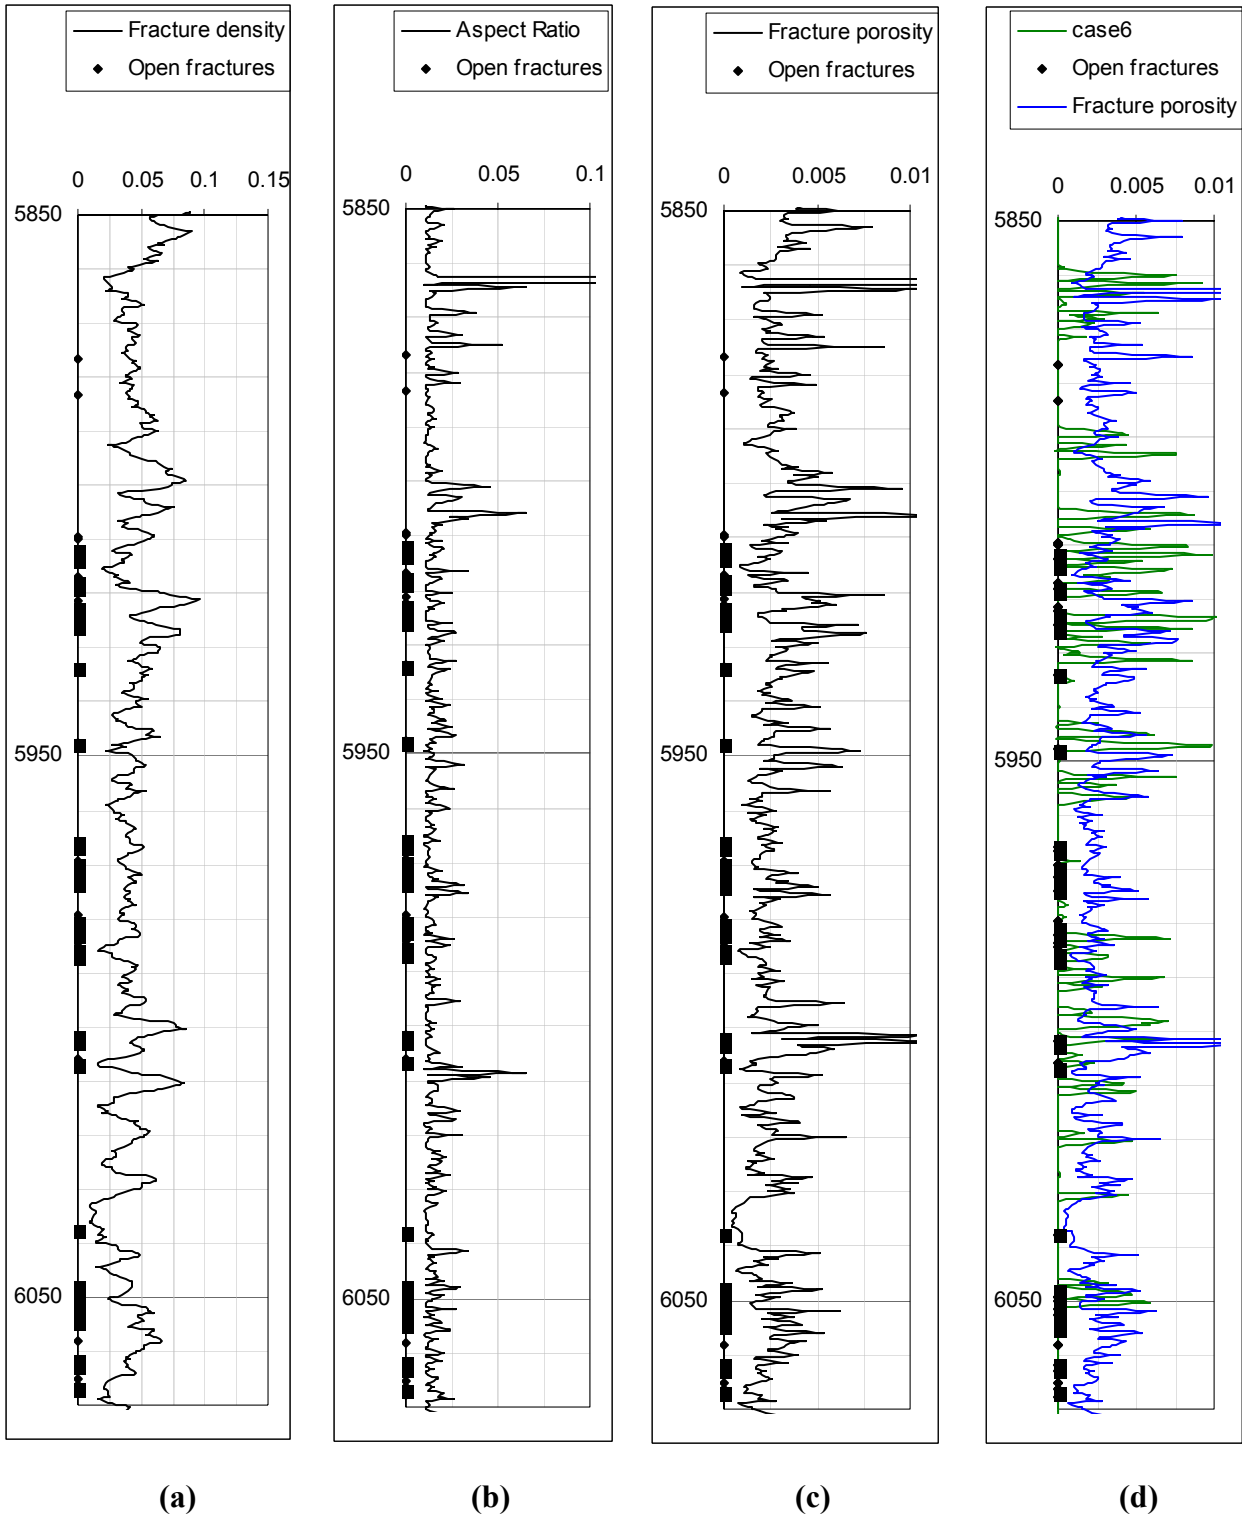 Fracture density
Open fractures
0 0.05 0.1 0.15
5850
5950
6050
(a)
Aspect Ratio
Open fractures
0 0.05 0.1
5850
5950
6050
(b)
Fracture porosity
Open fractures
0 0.005 0.01
5850
5950
6050
(c)
case6
Open fractures
Fracture porosity
0 0.005 0.01
5850
5950
6050
(d)